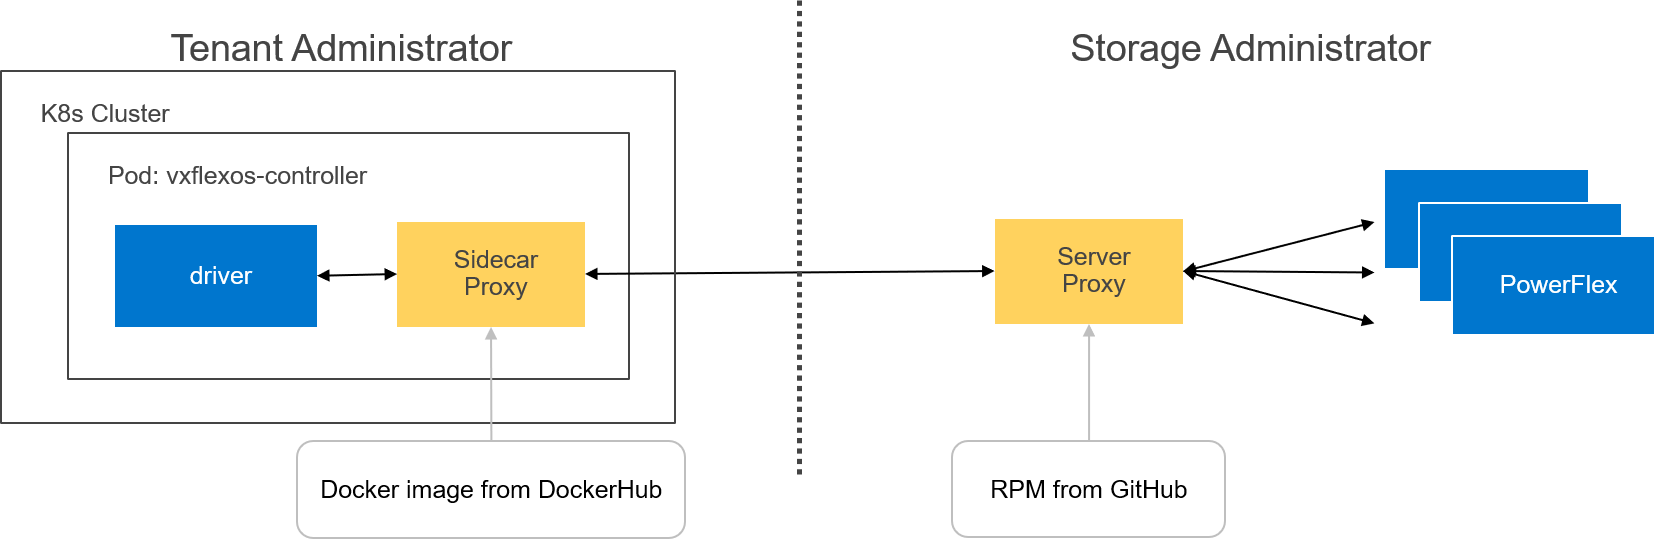 Tenant Administrator
Storage Administrator
K8s Cluster
Pod: vxflexos-controller
driver
Sidecar
Proxy
Server
Proxy
PowerFlex
Docker image from DockerHub
RPM from GitHub